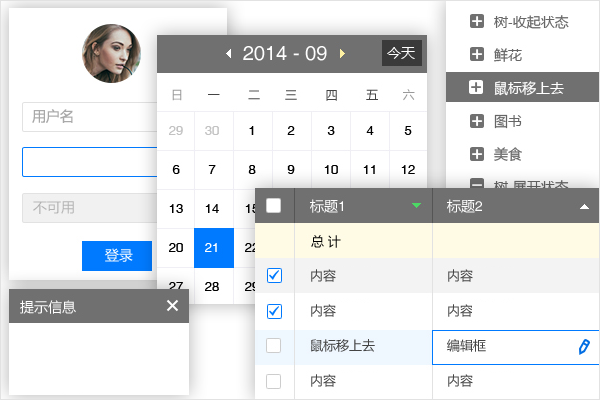 用户名
不可用
登录
提示信息
2014 - 09
今天
日 一 二 三 四 五 六
29 30 1 2 3 4 5
6 7 8 9 10 11 12
13 14
20 21 22
27 28 29
树-收起状态
鲜花
鼠标移上去
图书
美食
树-展开状态
标题1 标题2
总 计
内容 内容
内容 内容
鼠标移上去 编辑框
内容 内容